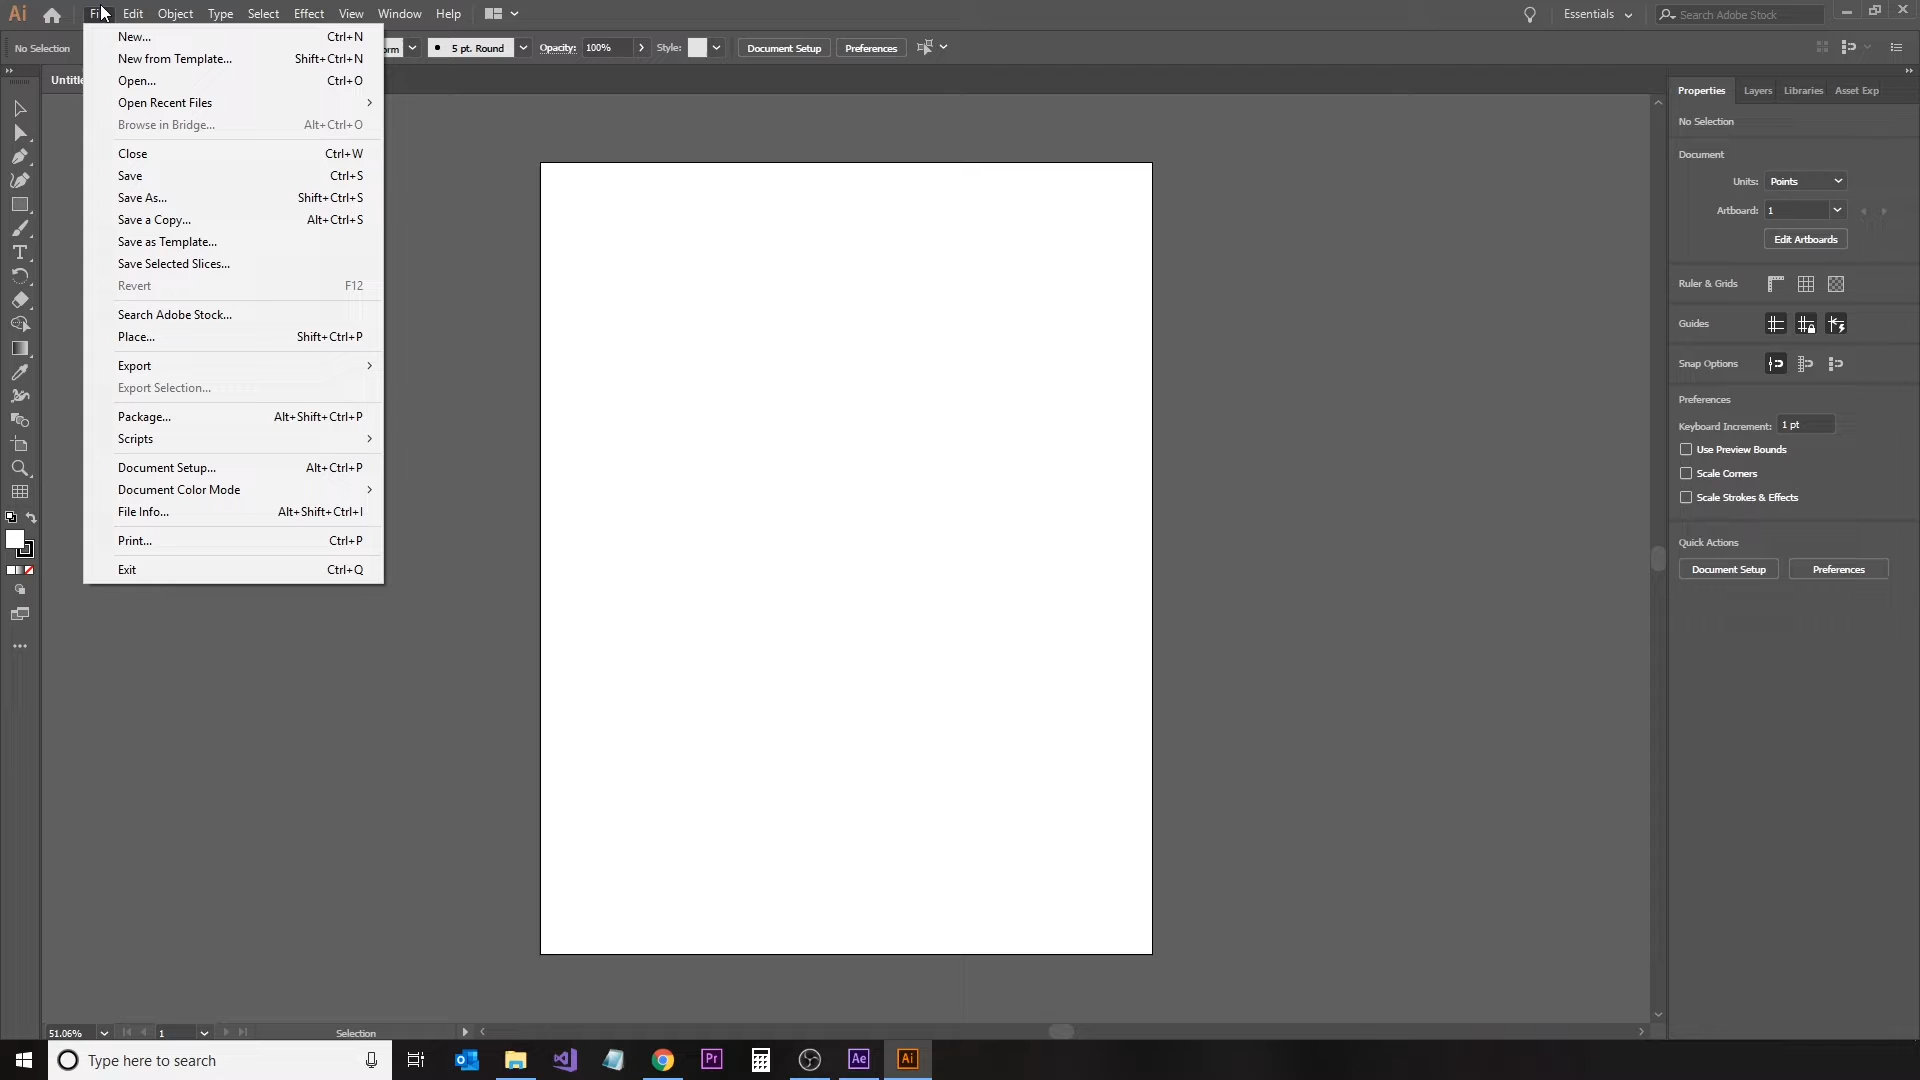 Ai Fi Edit Object Type Select Effect View Window Help Essentials Search Adobe Stock
No Selection 5 pt. Round Opacity: 100% Style: Document Setup Preferences
New... Ctrl+N
New from Template... Shift+Ctrl+N
Open... Ctrl+O
Open Recent Files
Browse in Bridge... Alt+Ctrl+O
Close Ctrl+W
Save Ctrl+S
Save As... Shift+Ctrl+S
Save a Copy... Alt+Ctrl+S
Save as Template...
Save Selected Slices...
Revert F12
Search Adobe Stock...
Place... Shift+Ctrl+P
Export
Export Selection...
Package... Alt+Shift+Ctrl+P
Scripts
Document Setup... Alt+Ctrl+P
Document Color Mode
File Info... Alt+Shift+Ctrl+I
Print... Ctrl+P
Exit Ctrl+Q
Properties Layers Libraries Asset Exp
No Selection
Document
Units: Points
Artboard: 1
Edit Artboards
Ruler & Grids
Guides
Snap Options
Preferences
Keyboard Increment: 1 pt
Use Preview Bounds
Scale Corners
Scale Strokes & Effects
Quick Actions
Document Setup Preferences
51.06% 1 Selection
Type here to search Pr Ae Ai